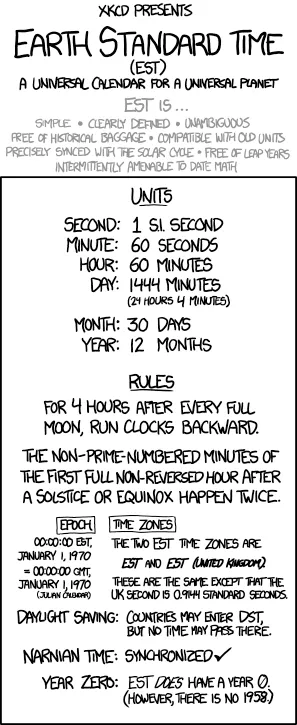 XKCD PRESENTS
EARTH STANDARD TIME
(EST)
A UNIVERSAL CALENDAR FOR A UNIVERSAL PLANET
EST IS ...
SIMPLE • CLEARLY DEFINED • UNAMBIGUOUS
FREE OF HISTORICAL BAGGAGE • COMPATIBLE WITH OLD UNITS
PRECISELY SYNCED WITH THE SOLAR CYCLE • FREE OF LEAP YEARS
INTERMITTENTLY AMENABLE TO DATE MATH
UNITS
SECOND: 1 S.I. SECOND
MINUTE: 60 SECONDS
HOUR: 60 MINUTES
DAY: 1444 MINUTES
(24 HOURS 4 MINUTES)
MONTH: 30 DAYS
YEAR: 12 MONTHS
RULES
FOR 4 HOURS AFTER EVERY FULL
MOON, RUN CLOCKS BACKWARD.
THE NON-PRIME-NUMBERED MINUTES OF
THE FIRST FULL NON-REVERSED HOUR AFTER
A SOLSTICE OR EQUINOX HAPPEN TWICE.
EPOCH
00:00:00 EST,
JANUARY 1, 1970
= 00:00:00 GMT,
JANUARY 1, 1970
(JULIAN CALENDAR)
TIME ZONES
THE TWO EST TIME ZONES ARE
EST AND EST (UNITED KINGDOM)
THESE ARE THE SAME EXCEPT THAT THE
UK SECOND IS 0.9144 STANDARD SECONDS.
DAYLIGHT SAVING: COUNTRIES MAY ENTER DST,
BUT NO TIME MAY PASS THERE.
NARNIAN TIME: SYNCHRONIZED ✓
YEAR ZERO: EST DOES HAVE A YEAR 0.
(HOWEVER, THERE IS NO 1958.)